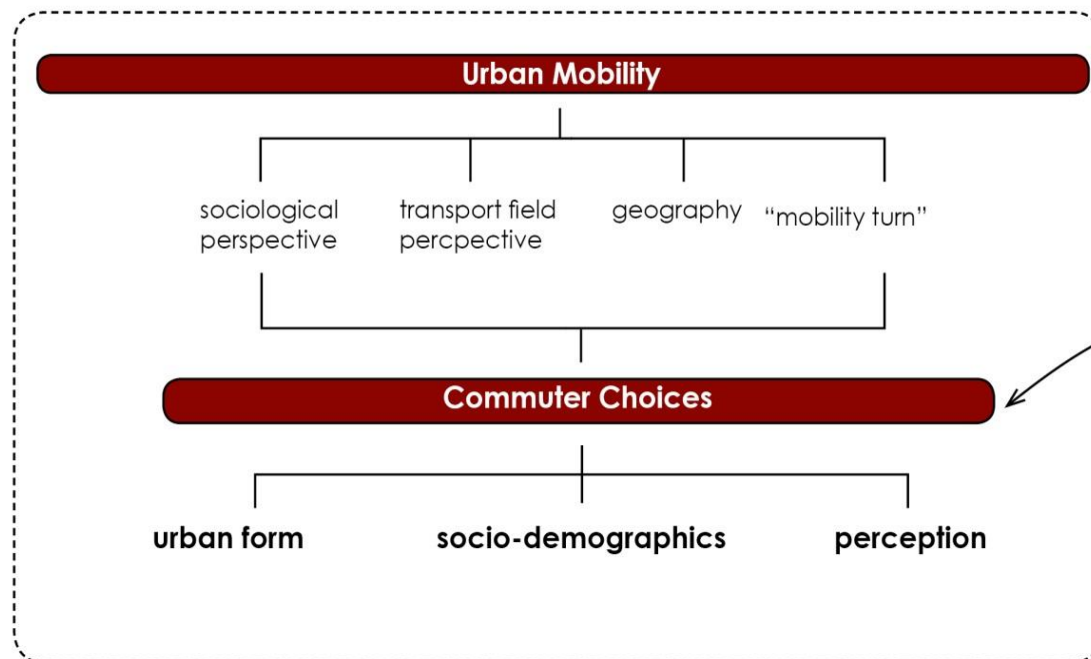 Urban Mobility
sociological
perspective
transport field
percpective
geography
“mobility turn”
Commuter Choices
urban form
socio-demographics
perception